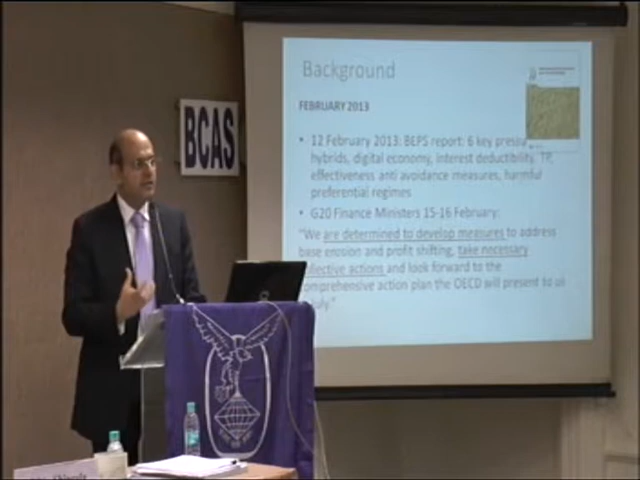 BCAS
Background
FEBRUARY 2013
• 12 February 2013: BEPS report: 6 key
hybrids, digital economy, interest deductibility, TP,
effectiveness anti avoidance measures, harmful
preferential regimes
• G20 Finance Ministers 15-16 February:
"We are determined to develop measures to address
base erosion and profit shifting, take necessary
collective actions and look forward to the
comprehensive action plan the OECD will present to us
July."